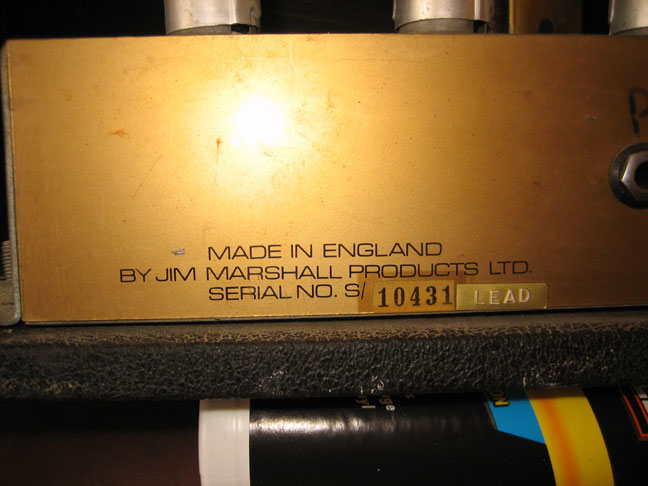 MADE IN ENGLAND
BY JIM MARSHALL PRODUCTS LTD.
SERIAL NO. S/ 10431 LEAD